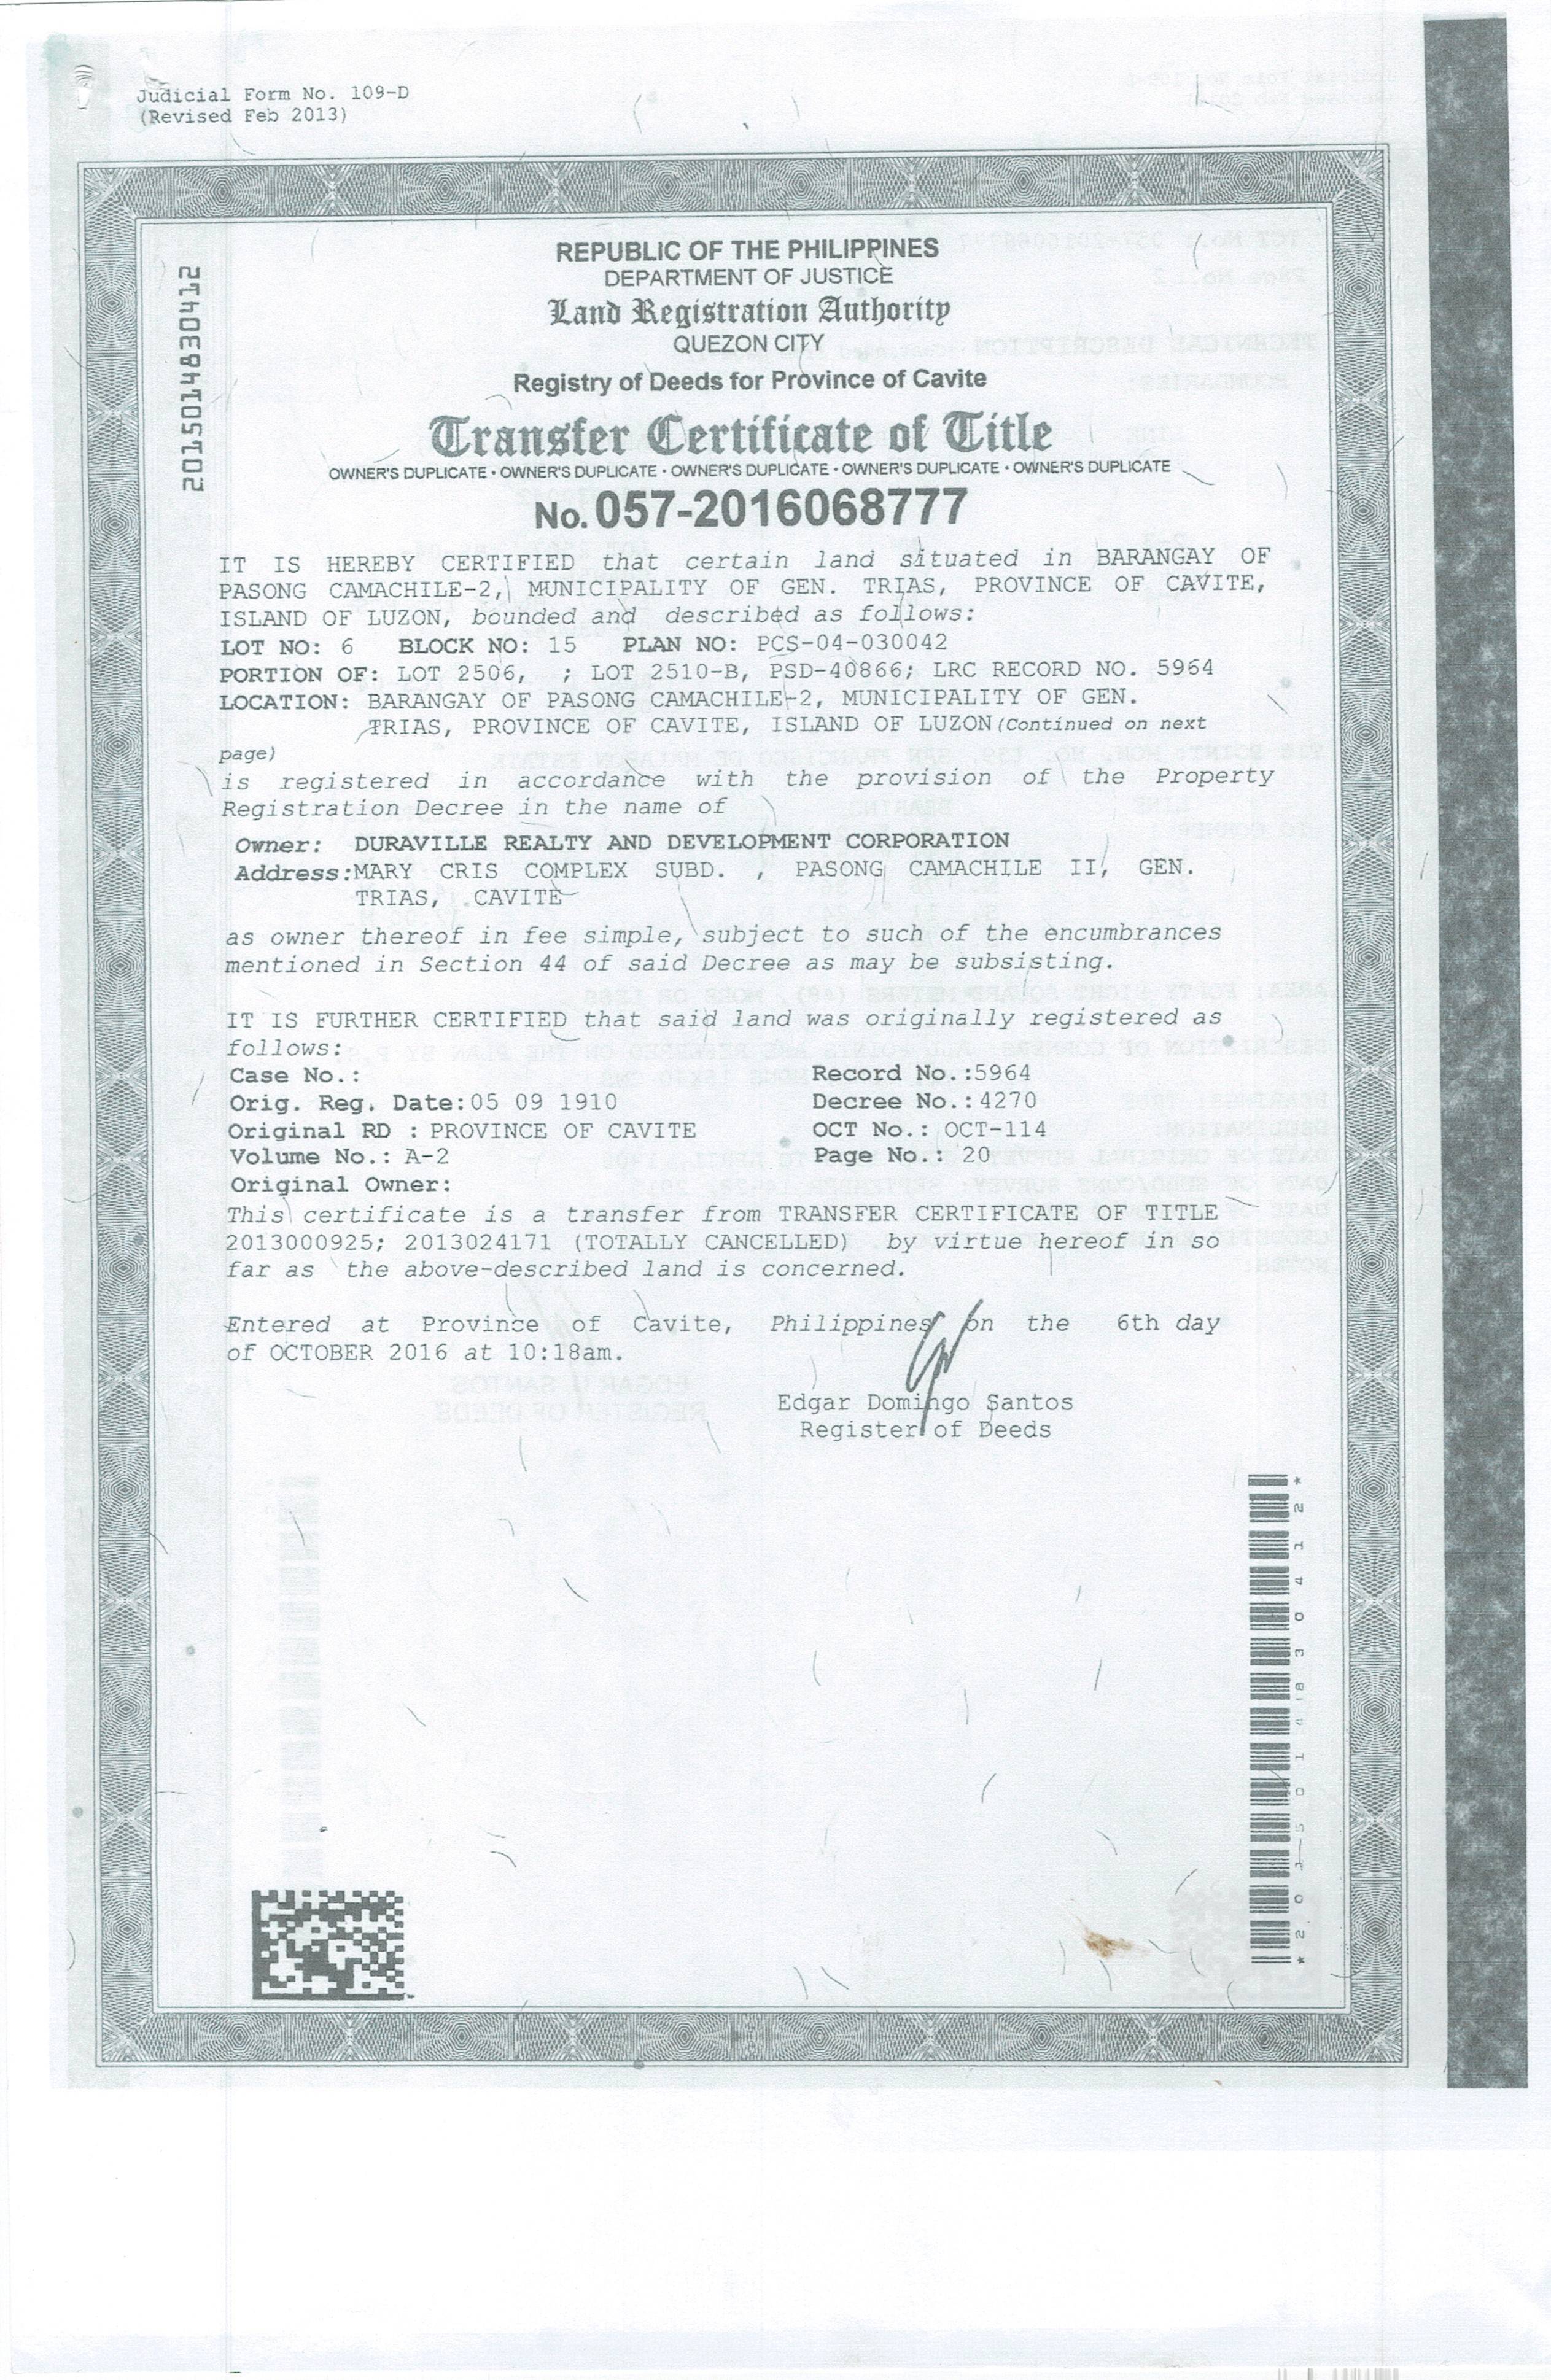 Judicial Form No. 109-D
(Revised Feb 2013)
2015014830412
REPUBLIC OF THE PHILIPPINES
DEPARTMENT OF JUSTICE
Land Registration Authority
QUEZON CITY
Registry of Deeds for Province of Cavite
Transfer Certificate of Title
OWNER'S DUPLICATE • OWNER'S DUPLICATE • OWNER'S DUPLICATE • OWNER'S DUPLICATE • OWNER'S DUPLICATE
No. 057-2016068777
IT IS HEREBY CERTIFIED that certain land situated in BARANGAY OF
PASONG CAMACHILE-2, MUNICIPALITY OF GEN. TRIAS, PROVINCE OF CAVITE,
ISLAND OF LUZON, bounded and described as follows:
LOT NO: 6 BLOCK NO: 15 PLAN NO: PCS-04-030042
PORTION OF: LOT 2506, ; LOT 2510-B, PSD-40866; LRC RECORD NO. 5964
LOCATION: BARANGAY OF PASONG CAMACHILE-2, MUNICIPALITY OF GEN.
TRIAS, PROVINCE OF CAVITE, ISLAND OF LUZON (Continued on next
page)
is registered in accordance with the provision of the Property
Registration Decree in the name of
Owner: DURAVILLE REALTY AND DEVELOPMENT CORPORATION
Address: MARY CRIS COMPLEX SUBD. , PASONG CAMACHILE II, GEN.
TRIAS, CAVITE
as owner thereof in fee simple, subject to such of the encumbrances
mentioned in Section 44 of said Decree as may be subsisting.
IT IS FURTHER CERTIFIED that said land was originally registered as
follows:
Case No.: Record No.:5964
Orig. Reg. Date:05 09 1910 Decree No.:4270
Original RD : PROVINCE OF CAVITE OCT No.: OCT-114
Volume No.: A-2 Page No.: 20
Original Owner:
This certificate is a transfer from TRANSFER CERTIFICATE OF TITLE
2013000925; 2013024171 (TOTALLY CANCELLED) by virtue hereof in so
far as the above-described land is concerned.
Entered at Province of Cavite, Philippines on the 6th day
of OCTOBER 2016 at 10:18am.
Edgar Domingo Santos
Register of Deeds
*2015014830412*